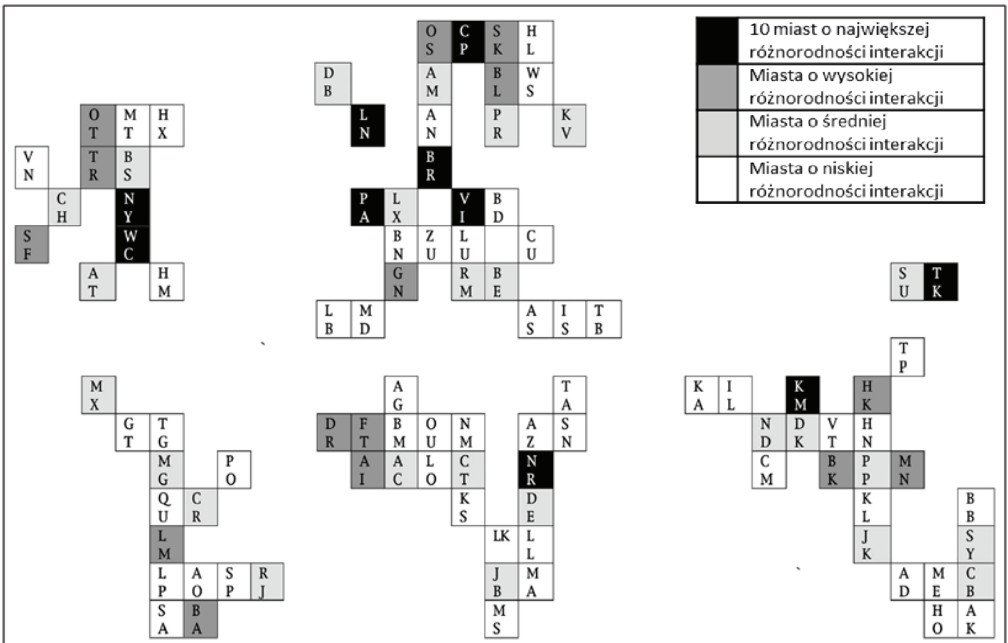 10 miast o największej
różnorodności interakcji
Miasta o wysokiej
różnorodności interakcji
Miasta o średniej
różnorodności interakcji
Miasta o niskiej
różnorodności interakcji
OT MT HX
VN TR BS
CH NY
SF WC
AT HM
OS CP SK HL
DB AM BL WS
LN AN PR KV
BR
PA LX VI BD
BN ZU LU CU
GN RM BE
LB MD AS IS TB
MX
GT TG
MG PO
QU CR
LM
LP AO SP RJ
SA BA
AG TA
DR FT BM OU NM AZ SN
AI AC LO CT NR
KS DE
LK LL
JB MA
MS
SU TK
TP
KA IL KM HK
ND DK VT HN
CM BK PP MN
KL BB
JK SY
AD ME CB
HO AK